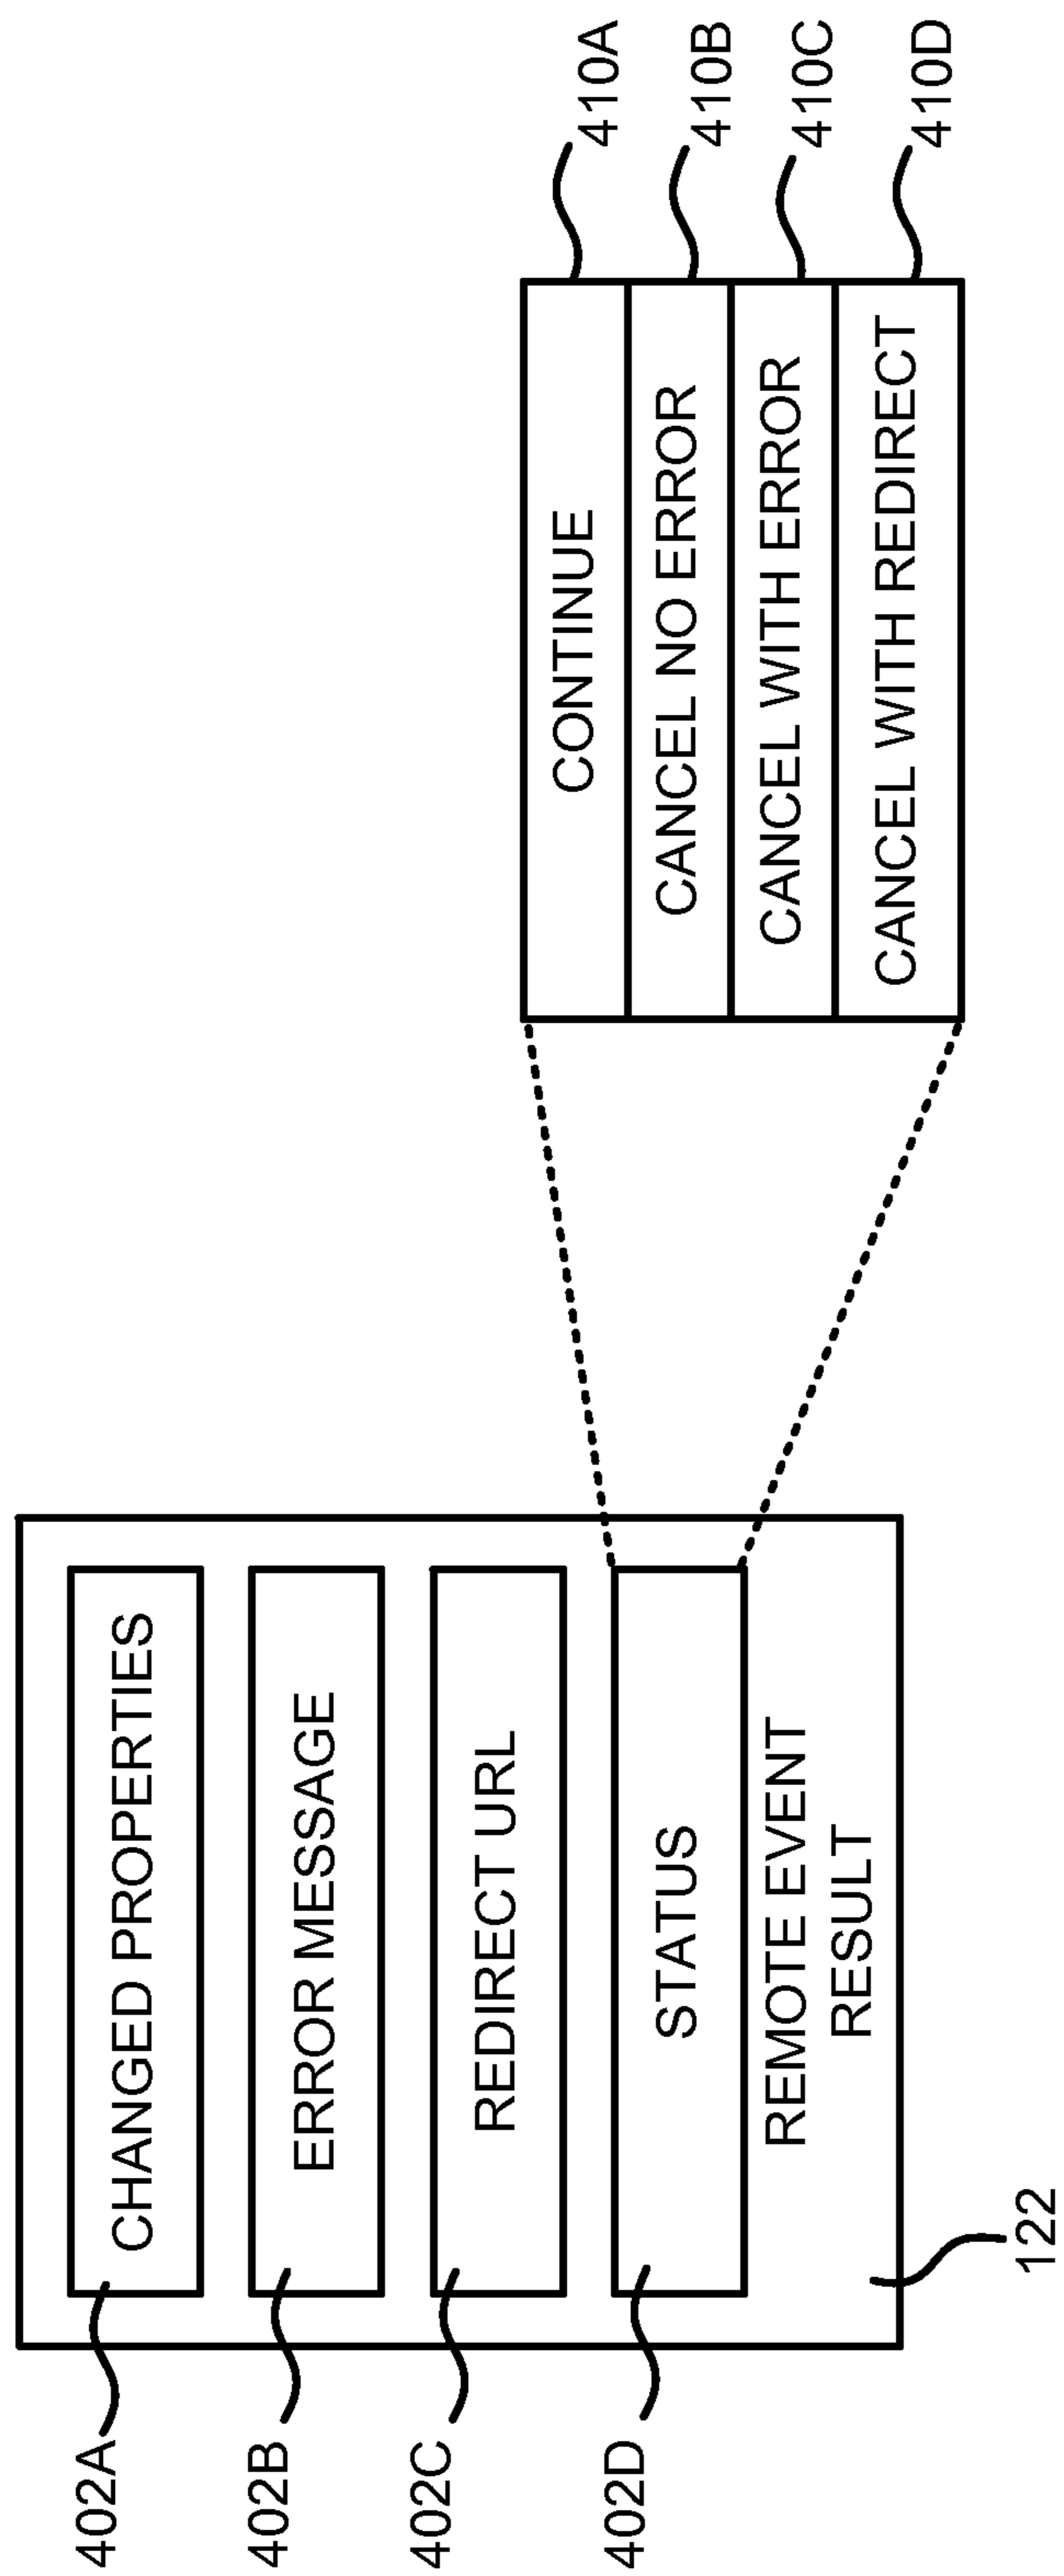 402A
CHANGED PROPERTIES
402B
ERROR MESSAGE
402C
REDIRECT URL
402D
STATUS
REMOTE EVENT
RESULT
122
CONTINUE
410A
CANCEL NO ERROR
410B
CANCEL WITH ERROR
410C
CANCEL WITH REDIRECT
410D